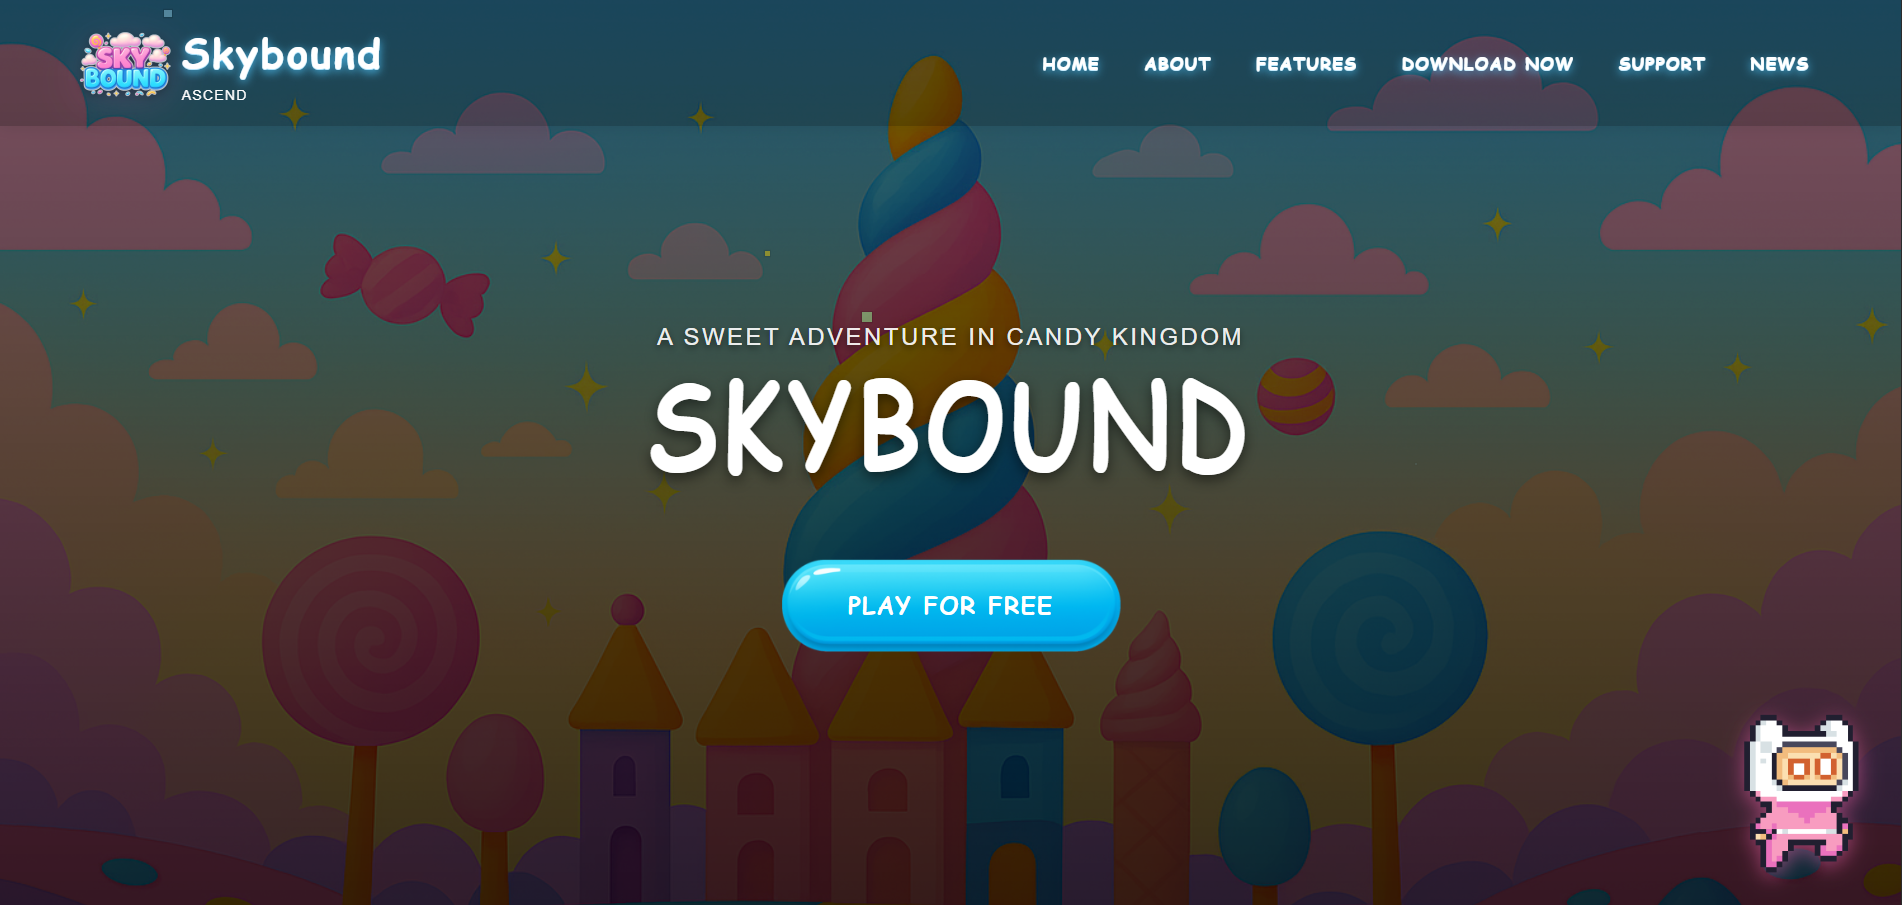 SKY
BOUND
Skybound
ASCEND
HOME ABOUT FEATURES DOWNLOAD NOW SUPPORT NEWS
A SWEET ADVENTURE IN CANDY KINGDOM
SKYBOUND
PLAY FOR FREE